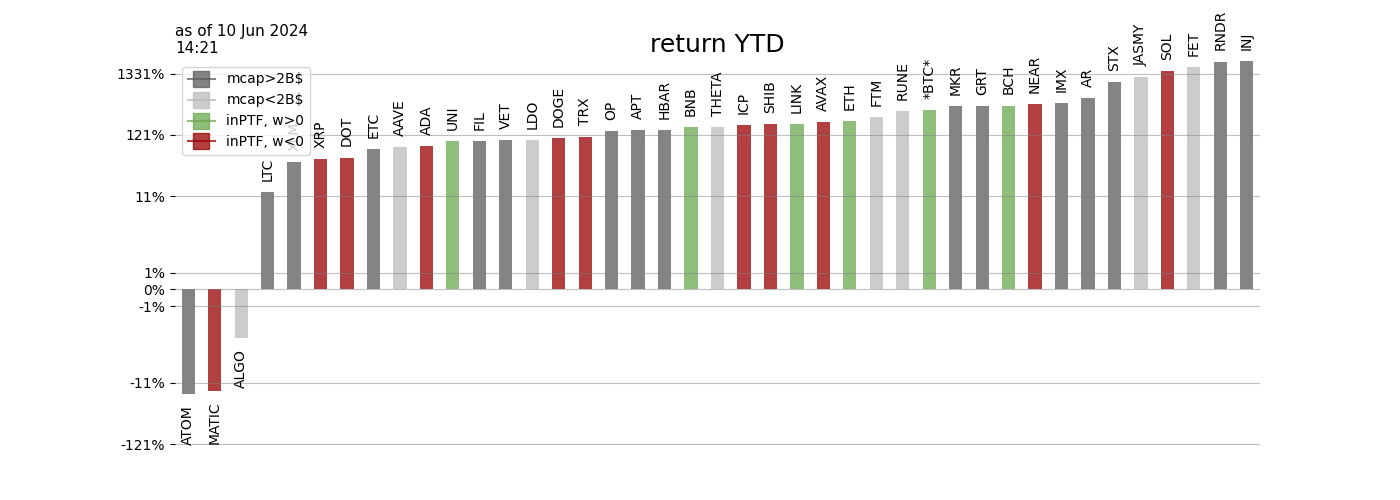 as of 10 Jun 2024
14:21
return YTD
mcap>2B$
mcap<2B$
inPTF, w>0
inPTF, w<0
1331%
121%
11%
1%
0%
-1%
-11%
-121%
ATOM
MATIC
ALGO
LTC
XRP
DOT
ETC
AAVE
ADA
UNI
FIL
VET
LDO
DOGE
TRX
OP
APT
HBAR
BNB
THETA
ICP
SHIB
LINK
AVAX
ETH
FTM
RUNE
*BTC*
MKR
GRT
BCH
NEAR
IMX
AR
STX
JASMY
SOL
FET
RNDR
INJ